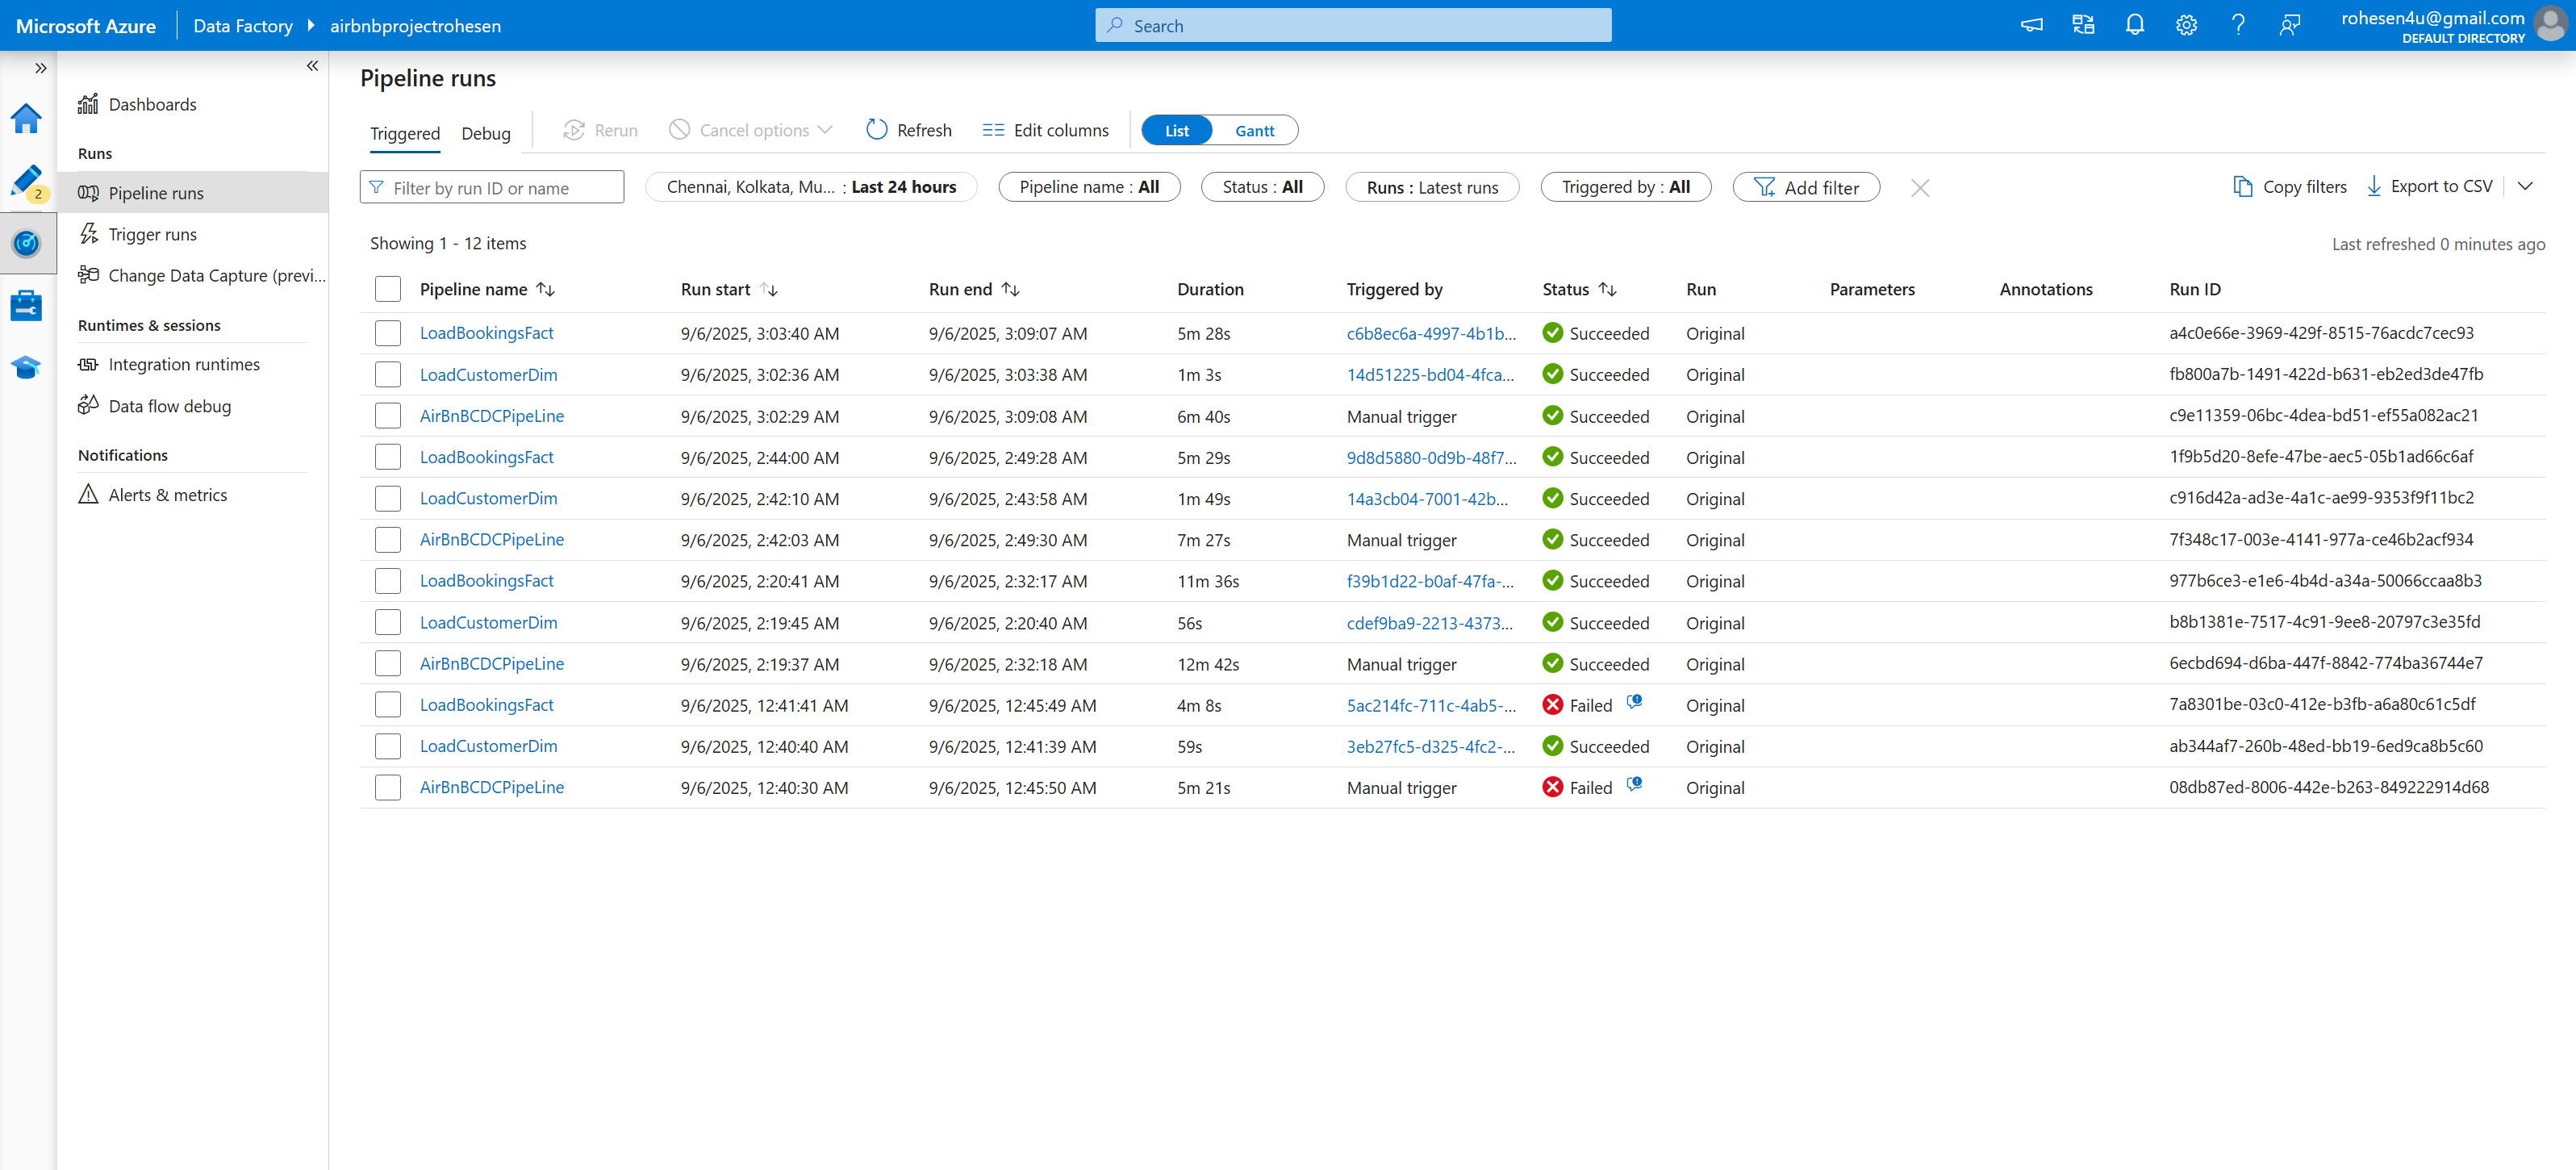 Microsoft Azure Data Factory airbnbprojectrohesen Search rohesen4u@gmail.com
DEFAULT DIRECTORY
Dashboards
Runs
2
Pipeline runs
Trigger runs
Change Data Capture (previ...
Runtimes & sessions
Integration runtimes
Data flow debug
Notifications
Alerts & metrics
Pipeline runs
Triggered Debug Rerun Cancel options Refresh Edit columns List Gantt
Filter by run ID or name Chennai, Kolkata, Mu... : Last 24 hours Pipeline name : All Status : All Runs : Latest runs Triggered by : All Add filter Copy filters Export to CSV
Showing 1 - 12 items Last refreshed 0 minutes ago
Pipeline name Run start Run end Duration Triggered by Status Run Parameters Annotations Run ID
LoadBookingsFact 9/6/2025, 3:03:40 AM 9/6/2025, 3:09:07 AM 5m 28s c6b8ec6a-4997-4b1b... Succeeded Original a4c0e66e-3969-429f-8515-76acdc7cec93
LoadCustomerDim 9/6/2025, 3:02:36 AM 9/6/2025, 3:03:38 AM 1m 3s 14d51225-bd04-4fca... Succeeded Original fb800a7b-1491-422d-b631-eb2ed3de47fb
AirBnBCDCPipeLine 9/6/2025, 3:02:29 AM 9/6/2025, 3:09:08 AM 6m 40s Manual trigger Succeeded Original c9e11359-06bc-4dea-bd51-ef55a082ac21
LoadBookingsFact 9/6/2025, 2:44:00 AM 9/6/2025, 2:49:28 AM 5m 29s 9d8d5880-0d9b-48f7... Succeeded Original 1f9b5d20-8efe-47be-aec5-05b1ad66c6af
LoadCustomerDim 9/6/2025, 2:42:10 AM 9/6/2025, 2:43:58 AM 1m 49s 14a3cb04-7001-42b... Succeeded Original c916d42a-ad3e-4a1c-ae99-9353f9f11bc2
AirBnBCDCPipeLine 9/6/2025, 2:42:03 AM 9/6/2025, 2:49:30 AM 7m 27s Manual trigger Succeeded Original 7f348c17-003e-4141-977a-ce46b2acf934
LoadBookingsFact 9/6/2025, 2:20:41 AM 9/6/2025, 2:32:17 AM 11m 36s f39b1d22-b0af-47fa-... Succeeded Original 977b6ce3-e1e6-4b4d-a34a-50066ccaa8b3
LoadCustomerDim 9/6/2025, 2:19:45 AM 9/6/2025, 2:20:40 AM 56s cdef9ba9-2213-4373... Succeeded Original b8b1381e-7517-4c91-9ee8-20797c3e35fd
AirBnBCDCPipeLine 9/6/2025, 2:19:37 AM 9/6/2025, 2:32:18 AM 12m 42s Manual trigger Succeeded Original 6ecbd694-d6ba-447f-8842-774ba36744e7
LoadBookingsFact 9/6/2025, 12:41:41 AM 9/6/2025, 12:45:49 AM 4m 8s 5ac214fc-711c-4ab5-... Failed Original 7a8301be-03c0-412e-b3fb-a6a80c61c5df
LoadCustomerDim 9/6/2025, 12:40:40 AM 9/6/2025, 12:41:39 AM 59s 3eb27fc5-d325-4fc2-... Succeeded Original ab344af7-260b-48ed-bb19-6ed9ca8b5c60
AirBnBCDCPipeLine 9/6/2025, 12:40:30 AM 9/6/2025, 12:45:50 AM 5m 21s Manual trigger Failed Original 08db87ed-8006-442e-b263-849222914d68